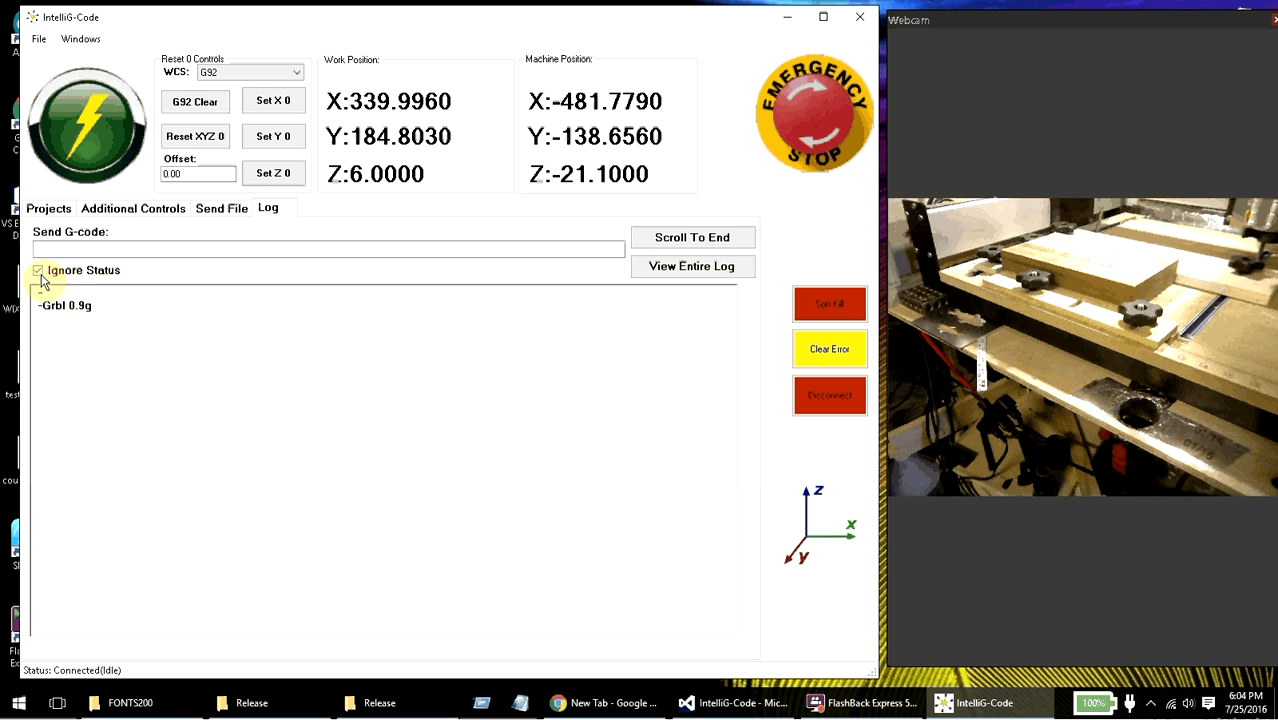 IntelliG-Code
File Windows
Reset 0 Controls
WCS: G92
G92 Clear Set X 0
Reset XYZ 0 Set Y 0
Offset:
0.00 Set Z 0
Work Position:
X:339.9960
Y:184.8030
Z:6.0000
Machine Position:
X:-481.7790
Y:-138.6560
Z:-21.1000
EMERGENCY
STOP
Projects Additional Controls Send File Log
Send G-code:
Scroll To End
Ignore Status
View Entire Log
-Grbl 0.9g
Clear Error
Disconnect
z
x
y
Status: Connected(Idle)
Webcam
FONTS200 Release Release New Tab - Google ... IntelliG-Code - Mic... FlashBack Express 5... IntelliG-Code 100% 6:04 PM
7/25/2016